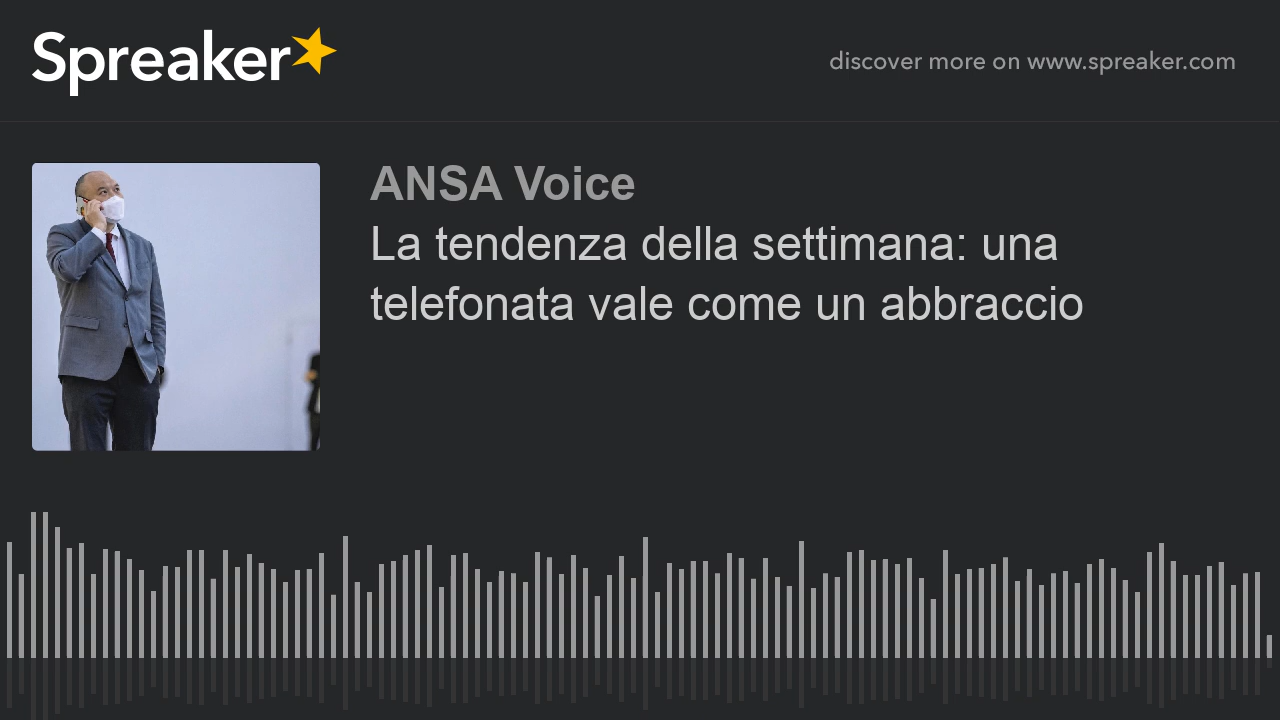 Spreaker
discover more on www.spreaker.com
ANSA Voice
La tendenza della settimana: una
telefonata vale come un abbraccio